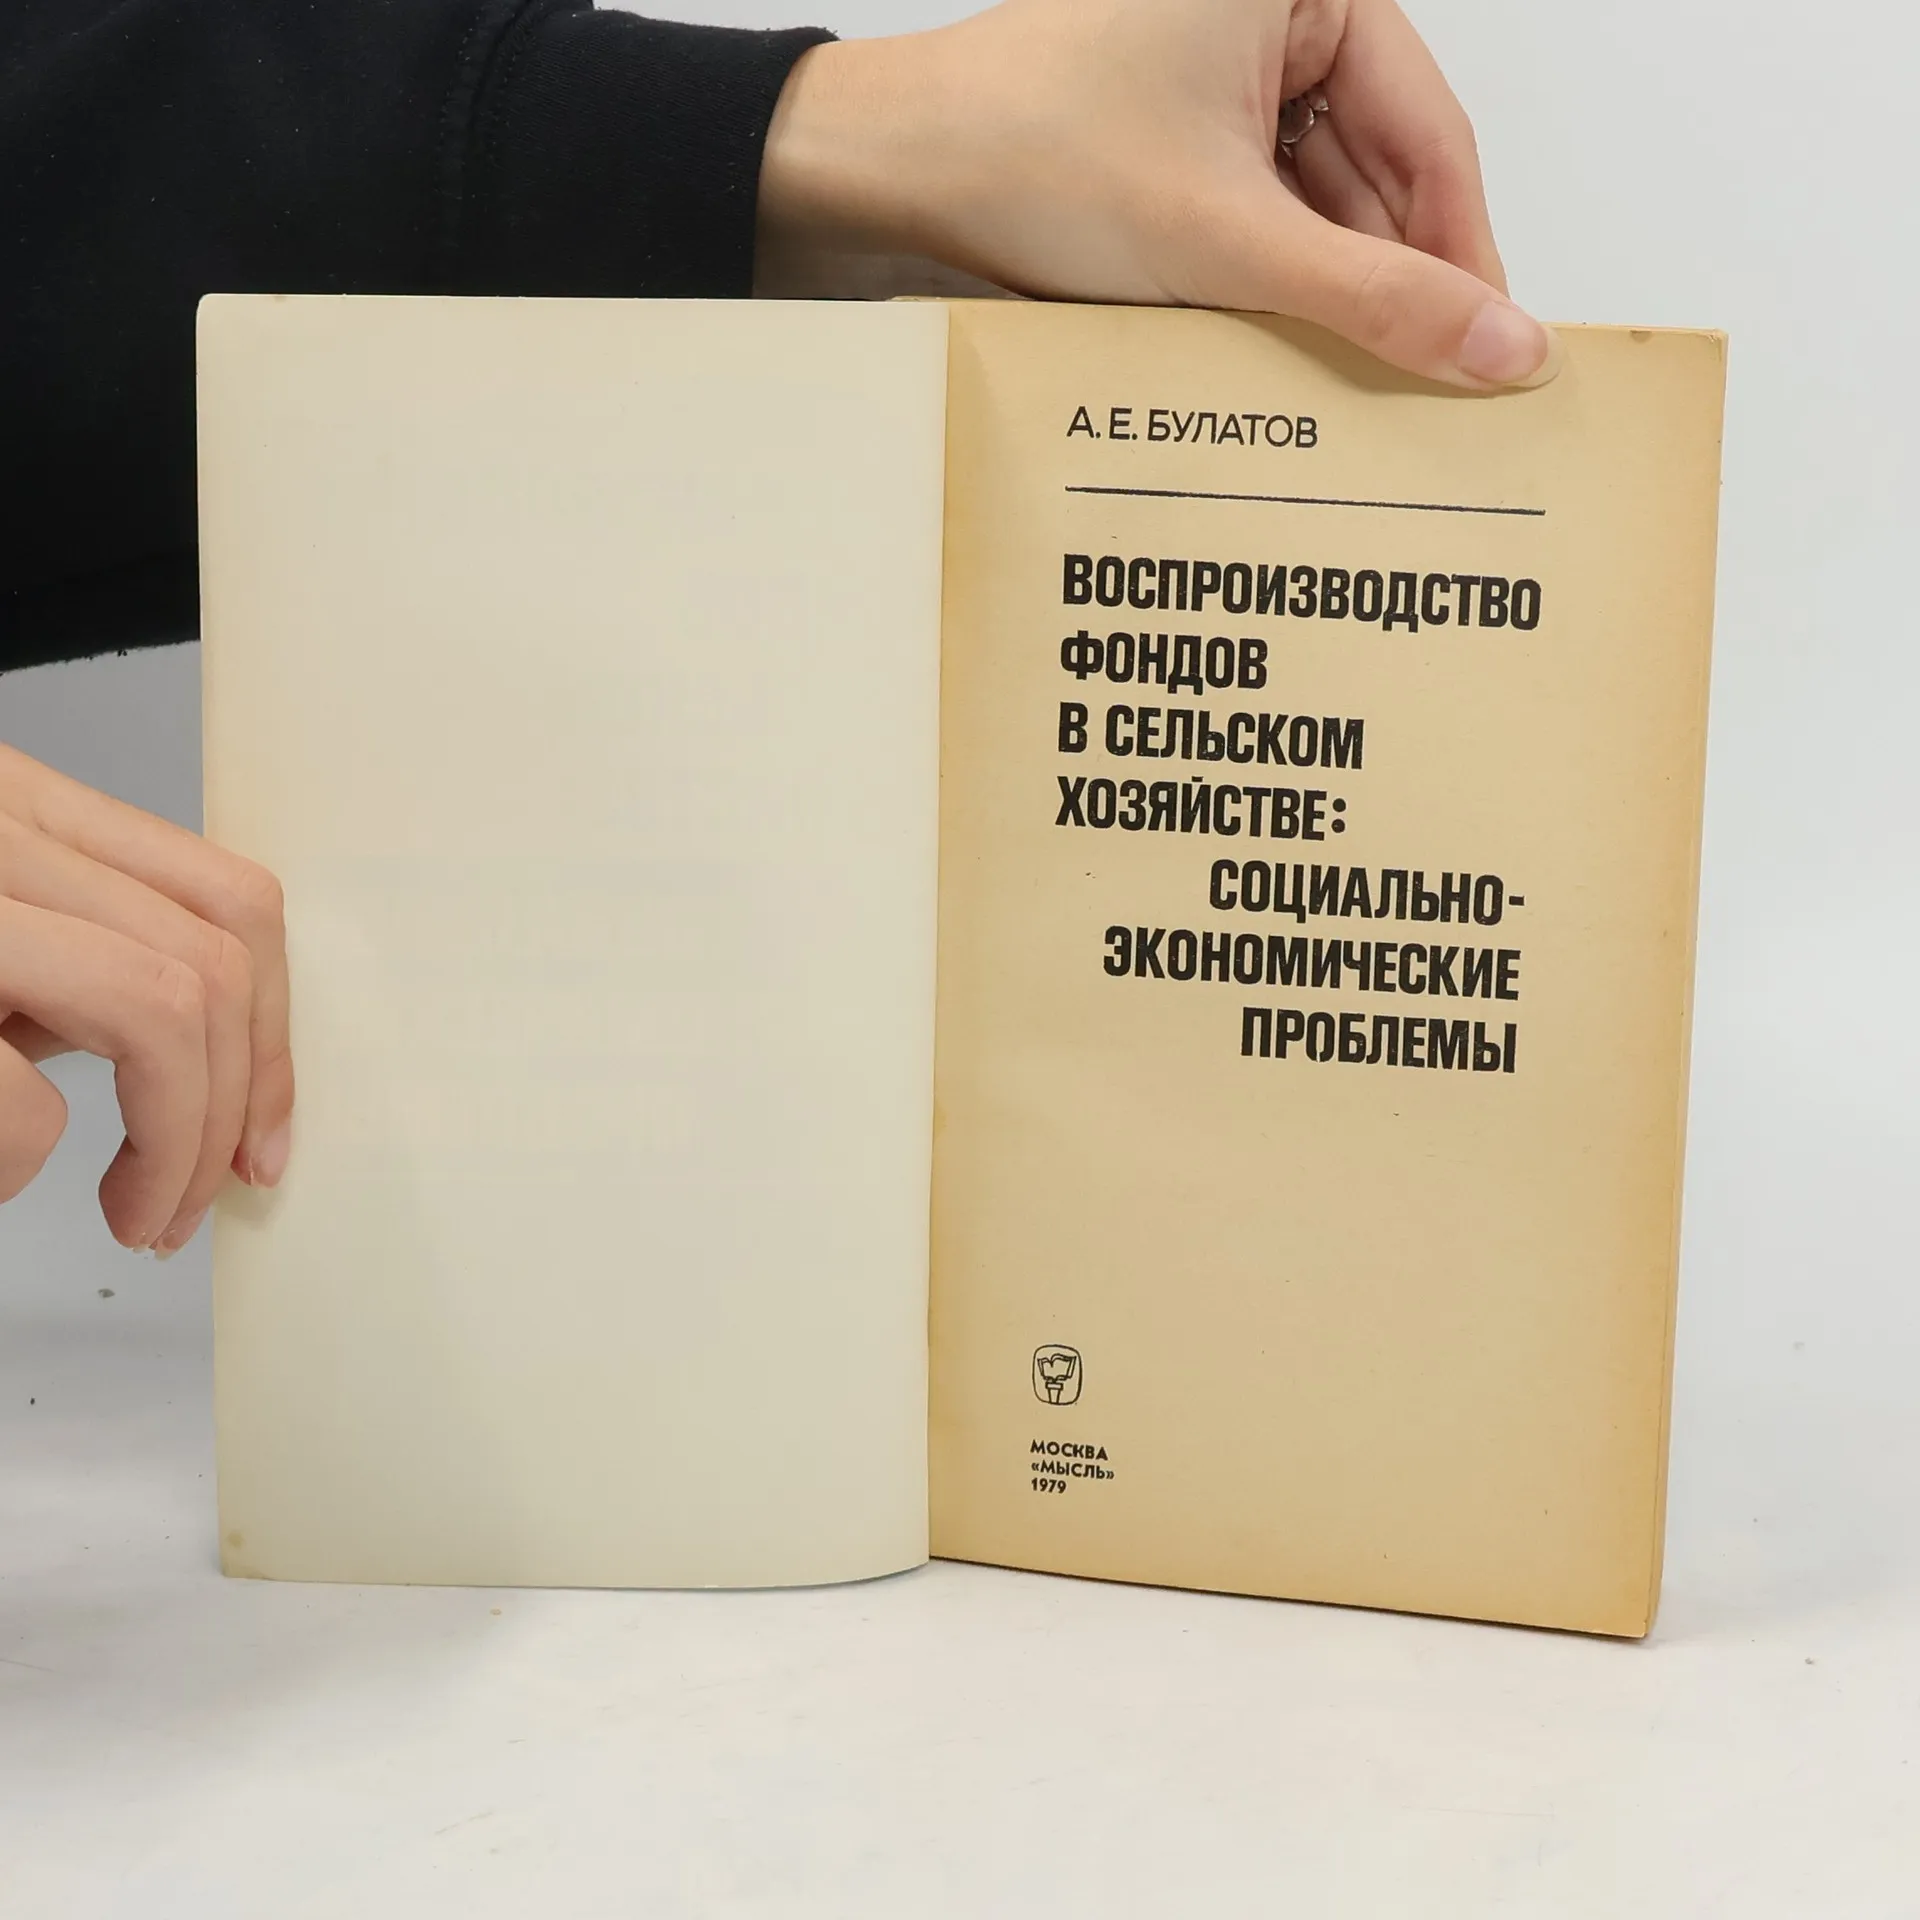 А. Е. БУЛАТОВ
ВОСПРОИЗВОДСТВО
ФОНДОВ
В СЕЛЬСКОМ
ХОЗЯЙСТВЕ:
СОЦИАЛЬНО-
ЭКОНОМИЧЕСКИЕ
ПРОБЛЕМЫ
МОСКВА
«МЫСЛЬ»
1979